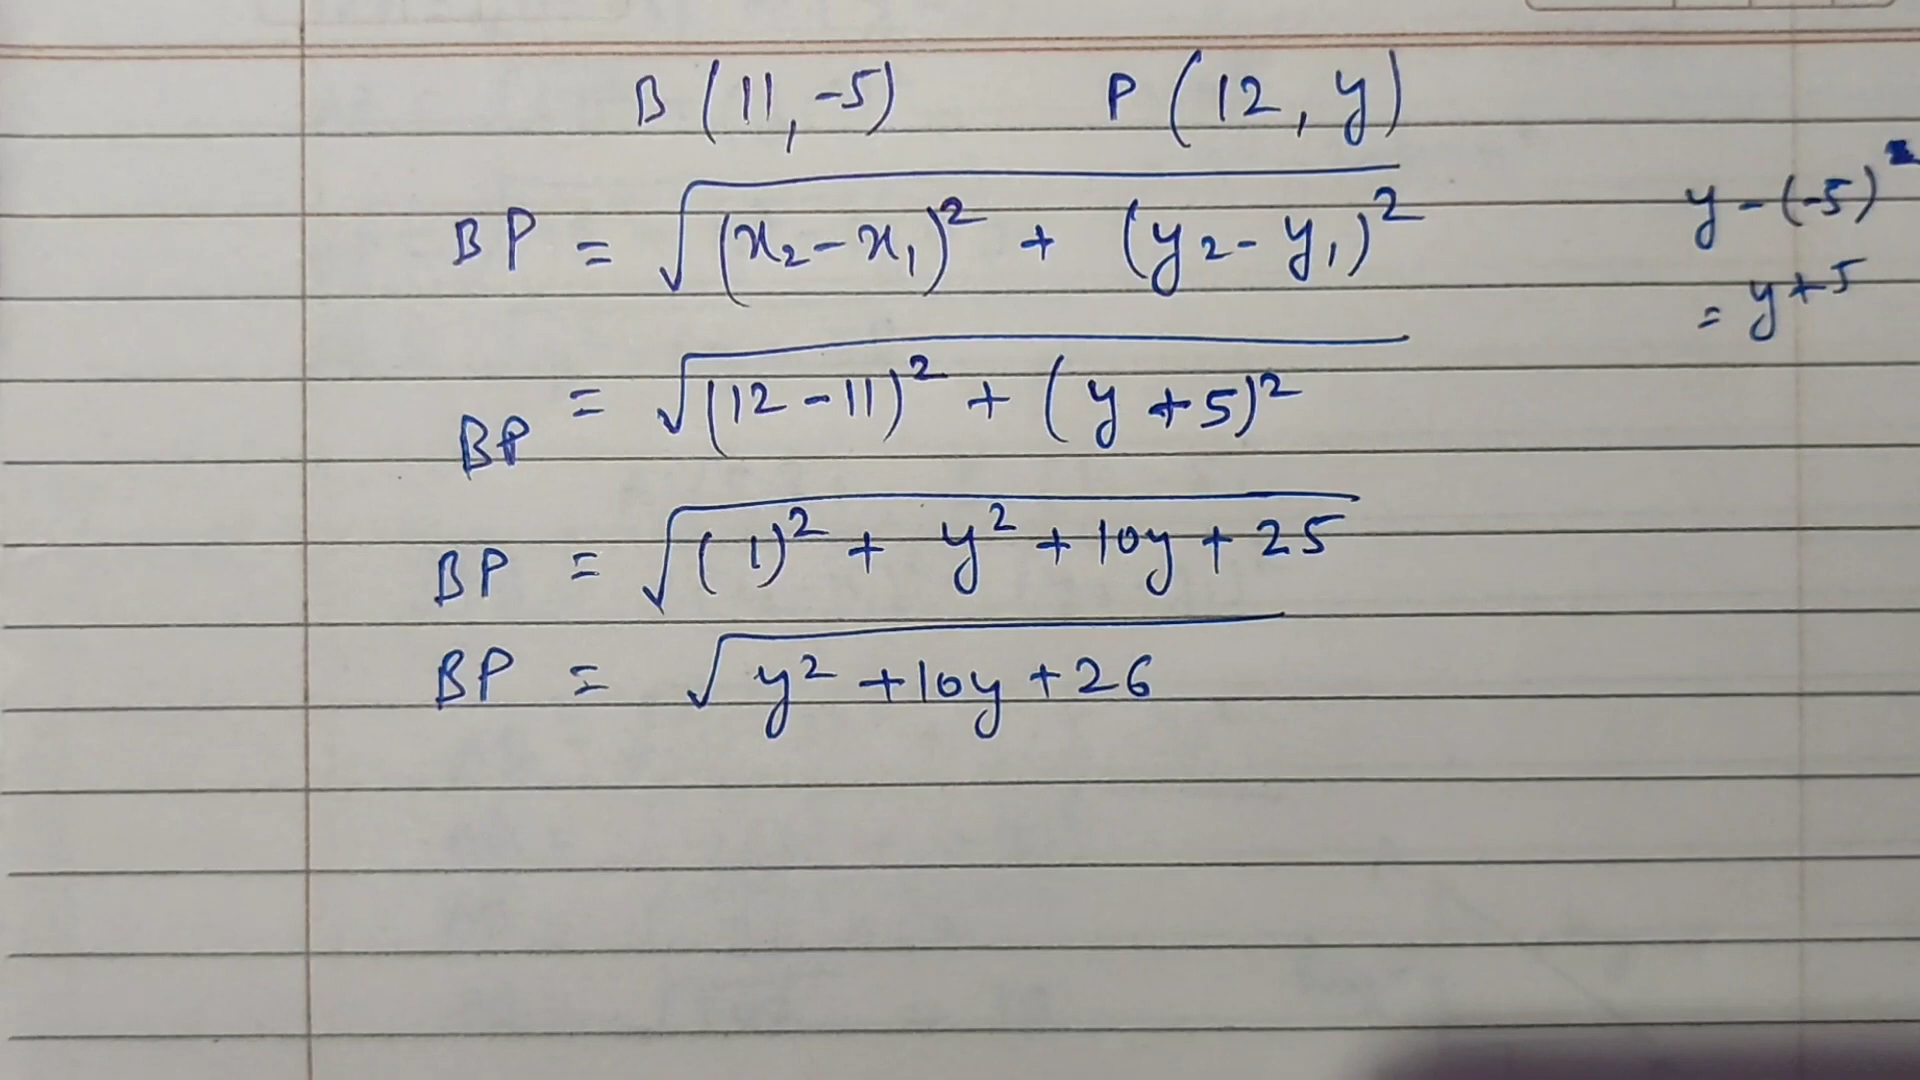 B (11, -5) P (12, y)
BP = √(x₂ - x₁)² + (y₂ - y₁)²
y - (-5)
= y + 5
BP = √(12 - 11)² + (y + 5)²
BP = √(1)² + y² + 10y + 25
BP = √y² + 10y + 26